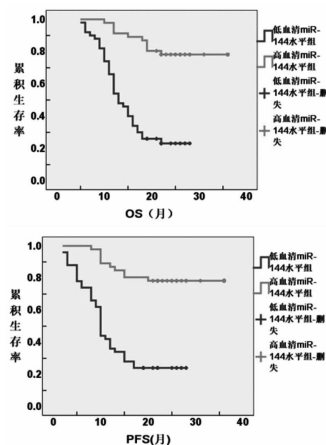 累积生存率
1.0
0.8
0.6
0.4
0.2
0.0
0
10
20
30
40
OS（月）
低血清miR-
144水平组
高血清miR-
144水平组
低血清miR-
144水平组-删
失
高血清miR-
144水平组-删
失
累积生存率
1.0
0.8
0.6
0.4
0.2
0.0
0
10
20
30
40
PFS(月)
低血清miR-
144水平组
高血清miR-
144水平组
低血清miR-
144水平组-删
失
高血清miR-
144水平组-删
失